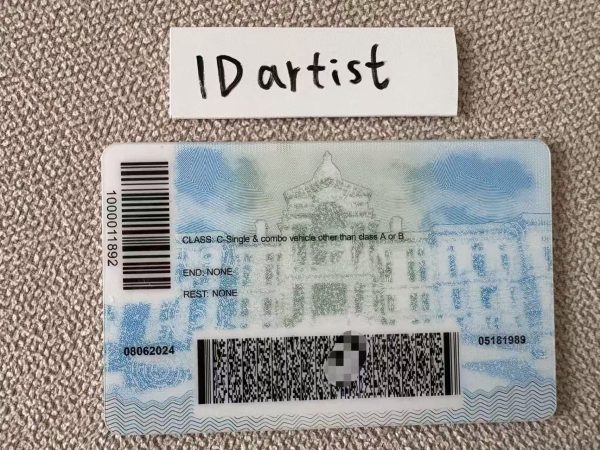 ID artist
1000011892
CLASS: C-Single & combo vehicle other than class A or B
END: NONE
REST: NONE
08062024
05181989